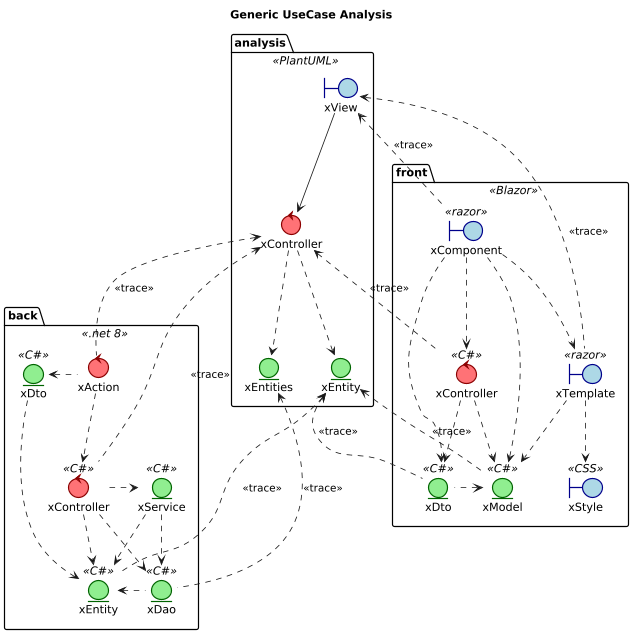 Generic UseCase Analysis
analysis
«PlantUML»
xView
«trace»
front
«Blazor»
«razor»
xComponent
«trace»
xController
«trace»
«trace»
back
«.net 8»
«C#»
xDto
xAction
«trace»
xEntities
xEntity
«C#»
xController
«razor»
xTemplate
«trace»
«trace»
«C#»
xController
«C#»
xService
«trace»
«trace»
«C#»
xDto
«C#»
xModel
«CSS»
xStyle
«C#»
xEntity
«C#»
xDao